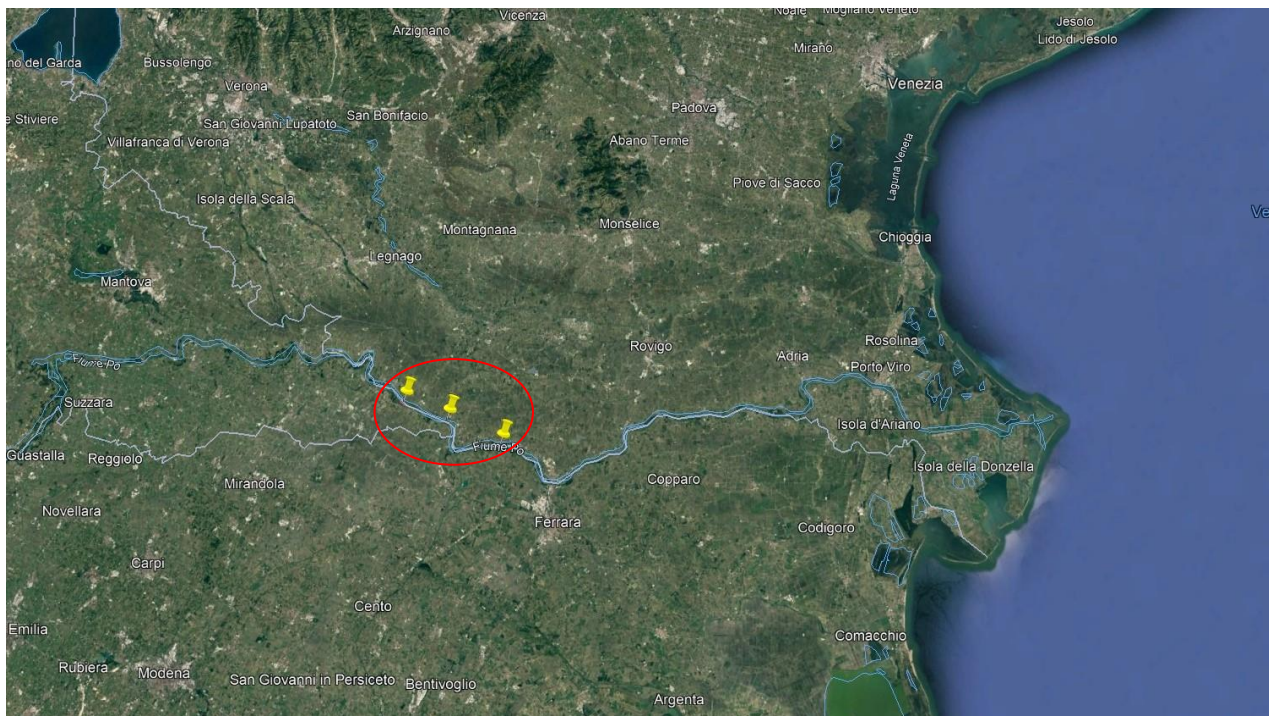 Vicenza
Noale
Mogliano Veneto
Jesolo
Arzignano
Lido di Jesolo
Mirano
no del Garda
Bussolengo
Verona
Venezia
Padova
e Stiviere
San Giovanni Lupatoto
San Bonifacio
Villafranca di Verona
Abano Terme
Laguna Veneta
Piove di Sacco
Isola della Scala
Ve
Montagnana
Monselice
Chioggia
Legnago
Mantova
Rosolina
Rovigo
Adria
Fiume Po
Porto Viro
Suzzara
Isola d'Ariano
Fiume Po
Guastalla
Reggiolo
Isola della Donzella
Mirandola
Copparo
Novellara
Ferrara
Codigoro
Carpi
Cento
Emilia
Comacchio
Rubiera
Modena
San Giovanni in Persiceto
Bentivoglio
Argenta